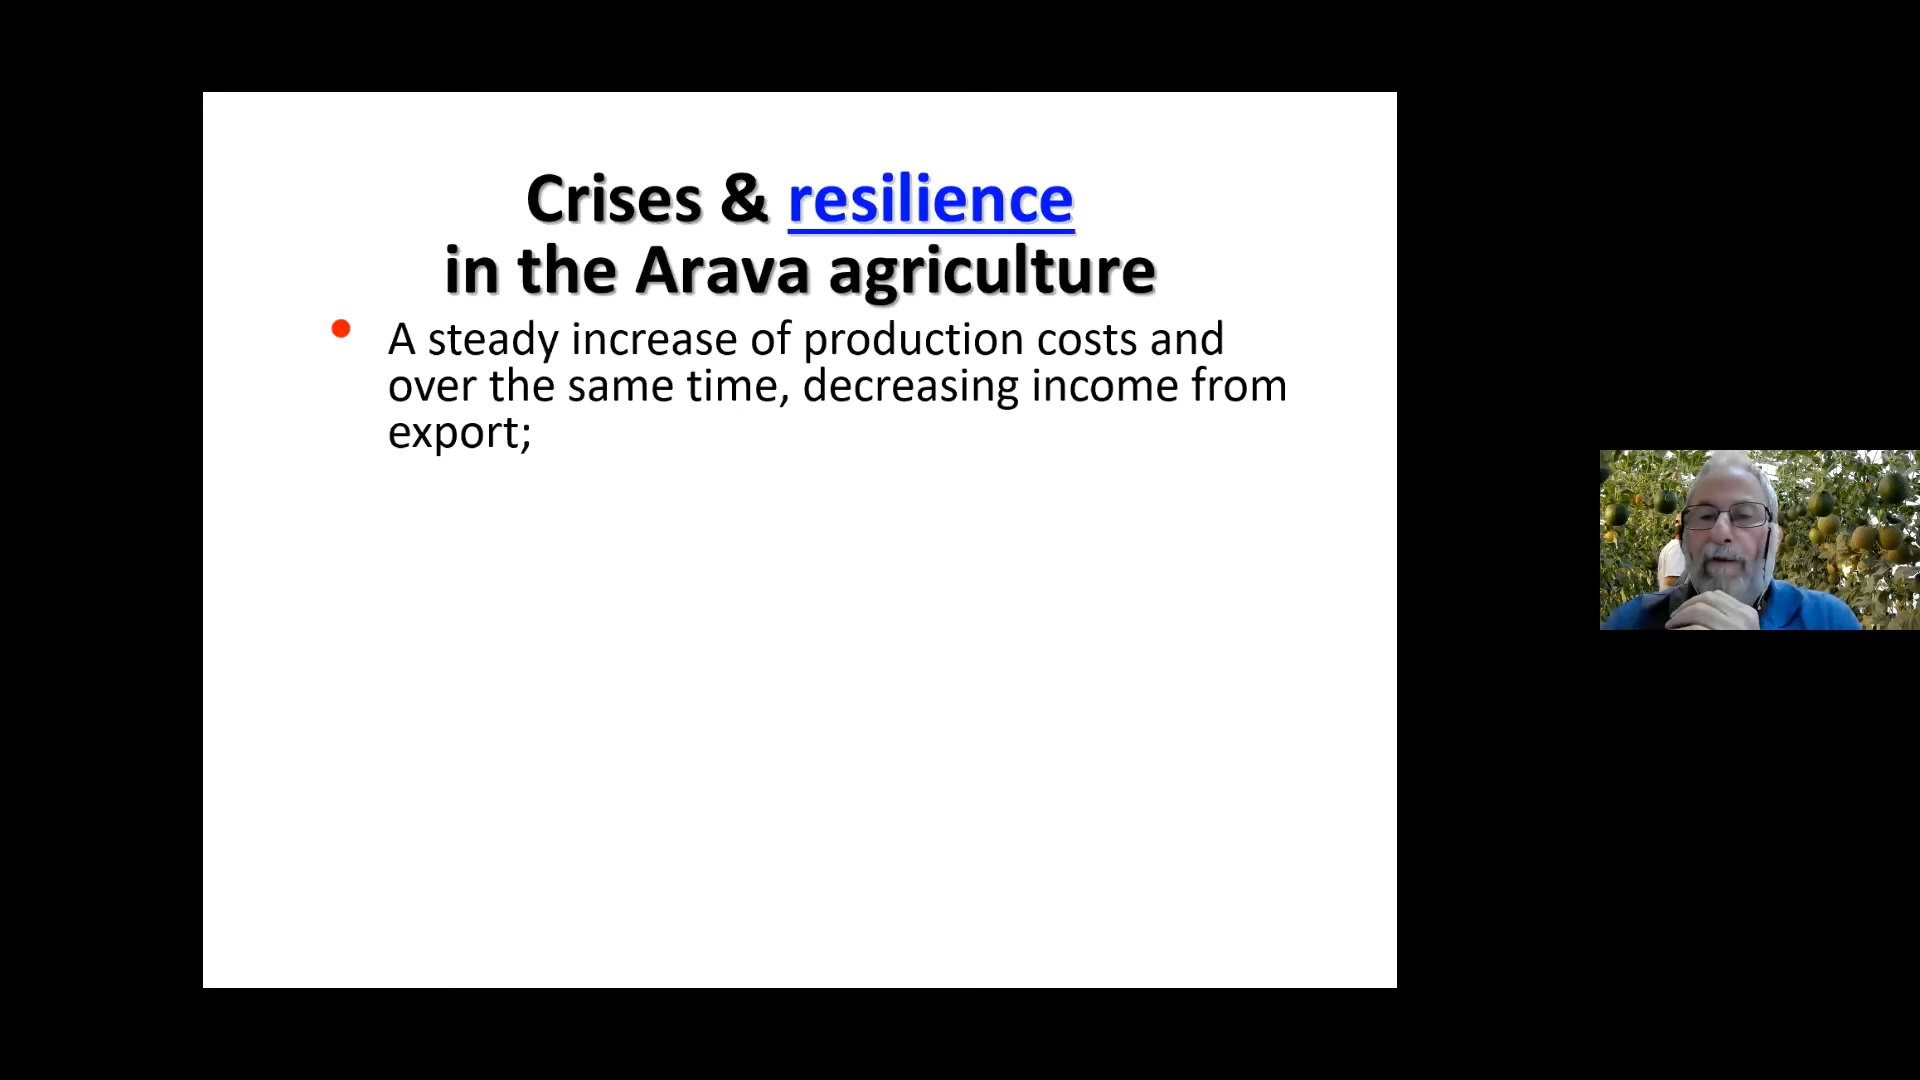 Crises & resilience
in the Arava agriculture
• A steady increase of production costs and
over the same time, decreasing income from
export;